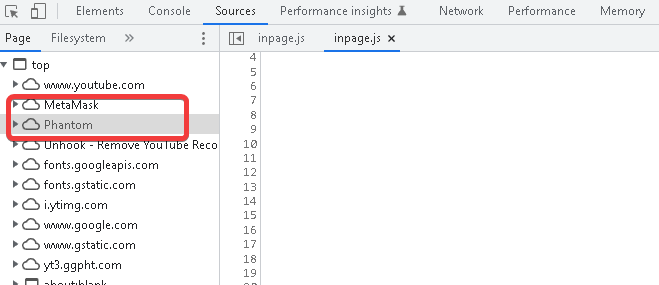 Elements Console Sources Performance insights Network Performance Memory
Page Filesystem » inpage.js inpage.js ×
top
www.youtube.com
MetaMask
Phantom
Unhook - Remove YouTube Reco
fonts.googleapis.com
fonts.gstatic.com
i.ytimg.com
www.google.com
www.gstatic.com
yt3.ggpht.com
about:blank
4
5
6
7
8
9
10
11
12
13
14
15
16
17
18
19